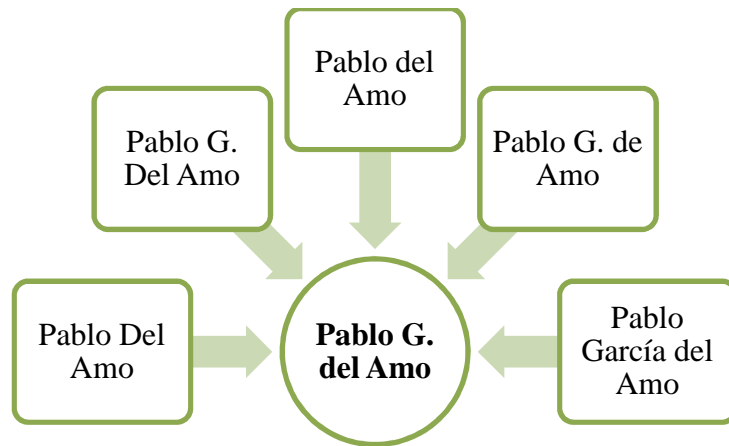 Pablo del
Amo
Pablo G.
Del Amo
Pablo G. de
Amo
Pablo Del
Amo
Pablo G.
del Amo
Pablo
García del
Amo